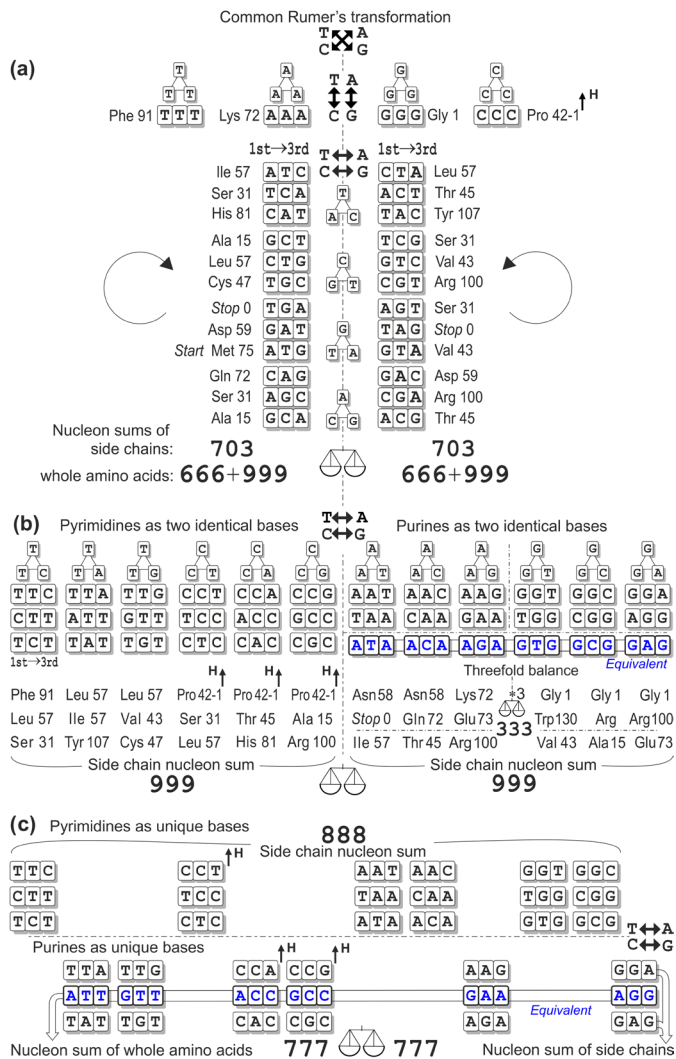 Common Rumer's transformation
T A
C G
(a)
T A G C
T T A A G G C C
T A
C G
H
Phe 91 TTT Lys 72 AAA GGG Gly 1 CCC Pro 42-1
1st→3rd T A 1st→3rd
C G
Ile 57 ATC CTA Leu 57
Ser 31 TCA T ACT Thr 45
His 81 CAT A C TAC Tyr 107
Ala 15 GCT TCG Ser 31
Leu 57 CTG C GTC Val 43
Cys 47 TGC G T CGT Arg 100
Stop 0 TGA AGT Ser 31
Asp 59 GAT G TAG Stop 0
Start Met 75 ATG T A GTA Val 43
Gln 72 CAG GAC Asp 59
Ser 31 AGC A CGA Arg 100
Ala 15 GCA C G ACG Thr 45
Nucleon sums of
side chains: 703 703
whole amino acids: 666+999 666+999
(b) Pyrimidines as two identical bases T A Purines as two identical bases
C G
T T T C C C A A A G G G
T C T A T G C T C A C G A T A C A G G T G C G A
TTC TTA TTG CCT CCA CCG AAT AAC AAG GGT GGC GGA
CTT ATT GTT TCC ACC GCC TAA CAA GAA TGG CGG AGG
TCT TAT TGT CTC CAC CGC ATA ACA AGA GTG GCG GAG
1st→3rd Equivalent
H H H Threefold balance
Phe 91 Leu 57 Leu 57 Pro 42-1 Pro 42-1 Pro 42-1 Asn 58 Asn 58 Lys 72 *3 Gly 1 Gly 1 Gly 1
Leu 57 Ile 57 Val 43 Ser 31 Thr 45 Ala 15 Stop 0 Gln 72 Glu 73 333 Trp 130 Arg Arg 100
Ser 31 Tyr 107 Cys 47 Leu 57 His 81 Arg 100 Ile 57 Thr 45 Arg 100 Val 43 Ala 15 Glu 73
Side chain nucleon sum Side chain nucleon sum
999 999
(c) Pyrimidines as unique bases 888
Side chain nucleon sum
H
TTC CCT AAT AAC GGT GGC
CTT TCC TAA CAA TGG CGG
TCT CTC ATA ACA GTG GCG
T A
C G
Purines as unique bases H H
TTA TTG CCA CCG AAG GGA
ATT GTT ACC GCC GAA AGG
Equivalent
TAT TGT CAC CGC AGA GAG
Nucleon sum of whole amino acids 777 777 Nucleon sum of side chains